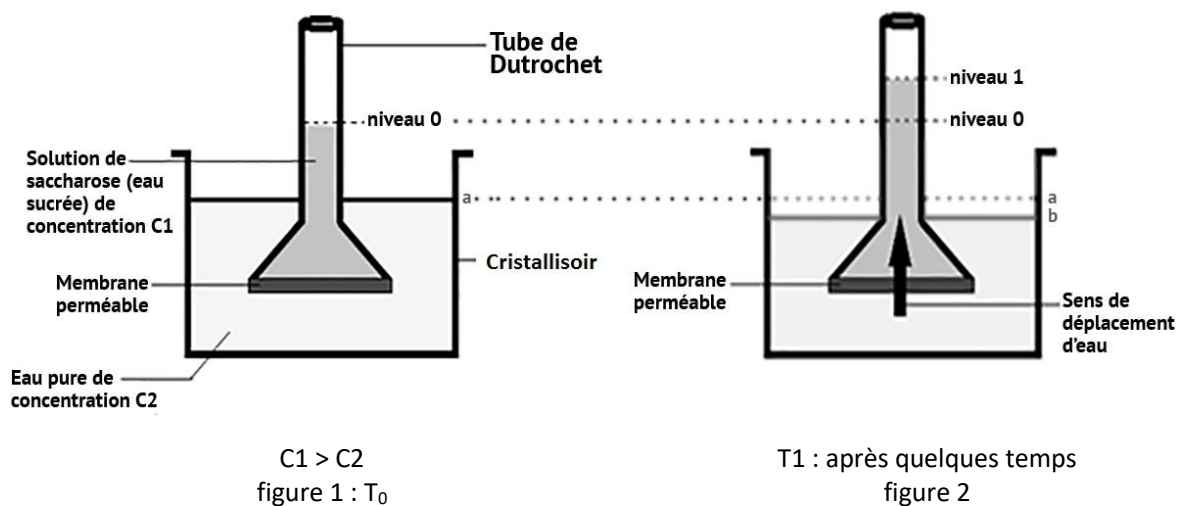 Tube de
Dutrochet
niveau 0
Solution de
saccharose (eau
sucrée) de
concentration C1
a
Cristallisoir
Membrane
perméable
Eau pure de
concentration C2
C1 > C2
figure 1 : T₀
niveau 1
niveau 0
a
b
Membrane
perméable
Sens de
déplacement
d'eau
T1 : après quelques temps
figure 2